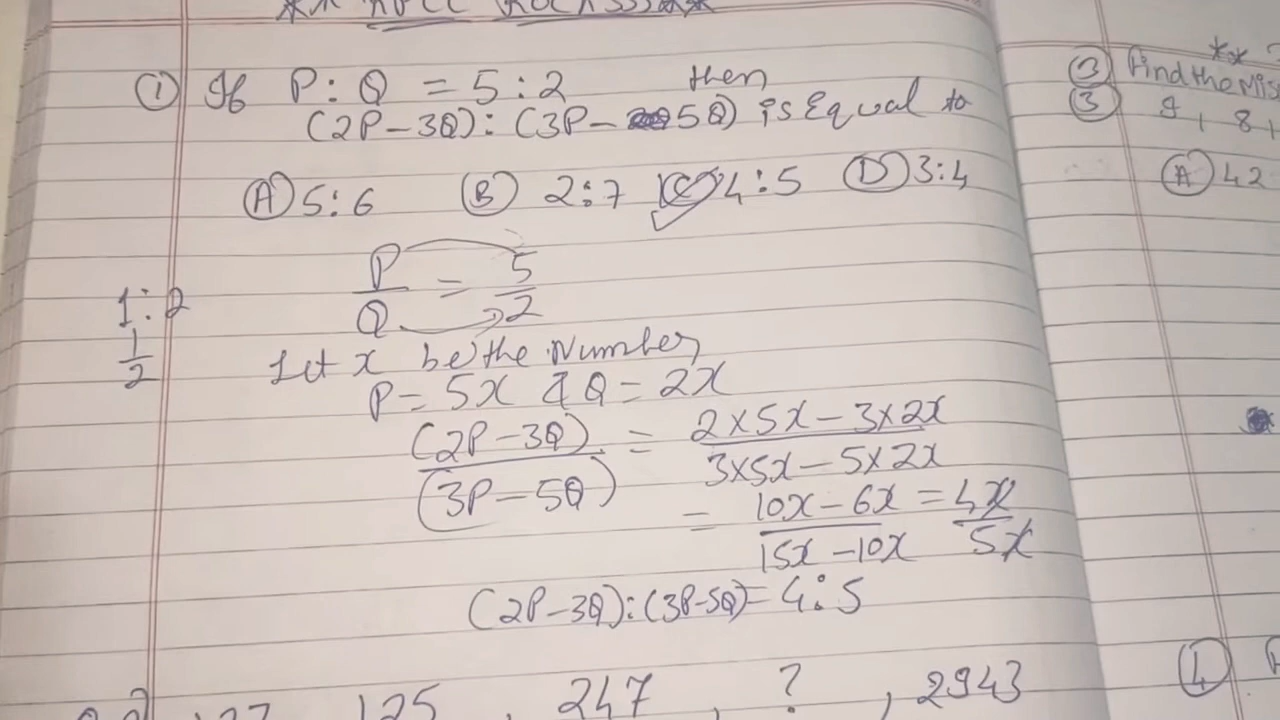 ① If P : Q = 5 : 2 then
(2P - 3Q) : (3P - 5Q) is Equal to
Ⓐ 5 : 6 Ⓑ 2 : 7 Ⓒ 4 : 5 Ⓓ 3 : 4
P/Q = 5/2
1 : 2
1/2
Let x be the Number
P = 5x & Q = 2x
(2P - 3Q)/(3P - 5Q) = (2×5x - 3×2x)/(3×5x - 5×2x)
= (10x - 6x)/(15x - 10x) = 4x/5x
(2P - 3Q) : (3P - 5Q) = 4 : 5
125, 247, ?, 2943
③ Find the
③ 8, 8,
Ⓐ 42
④